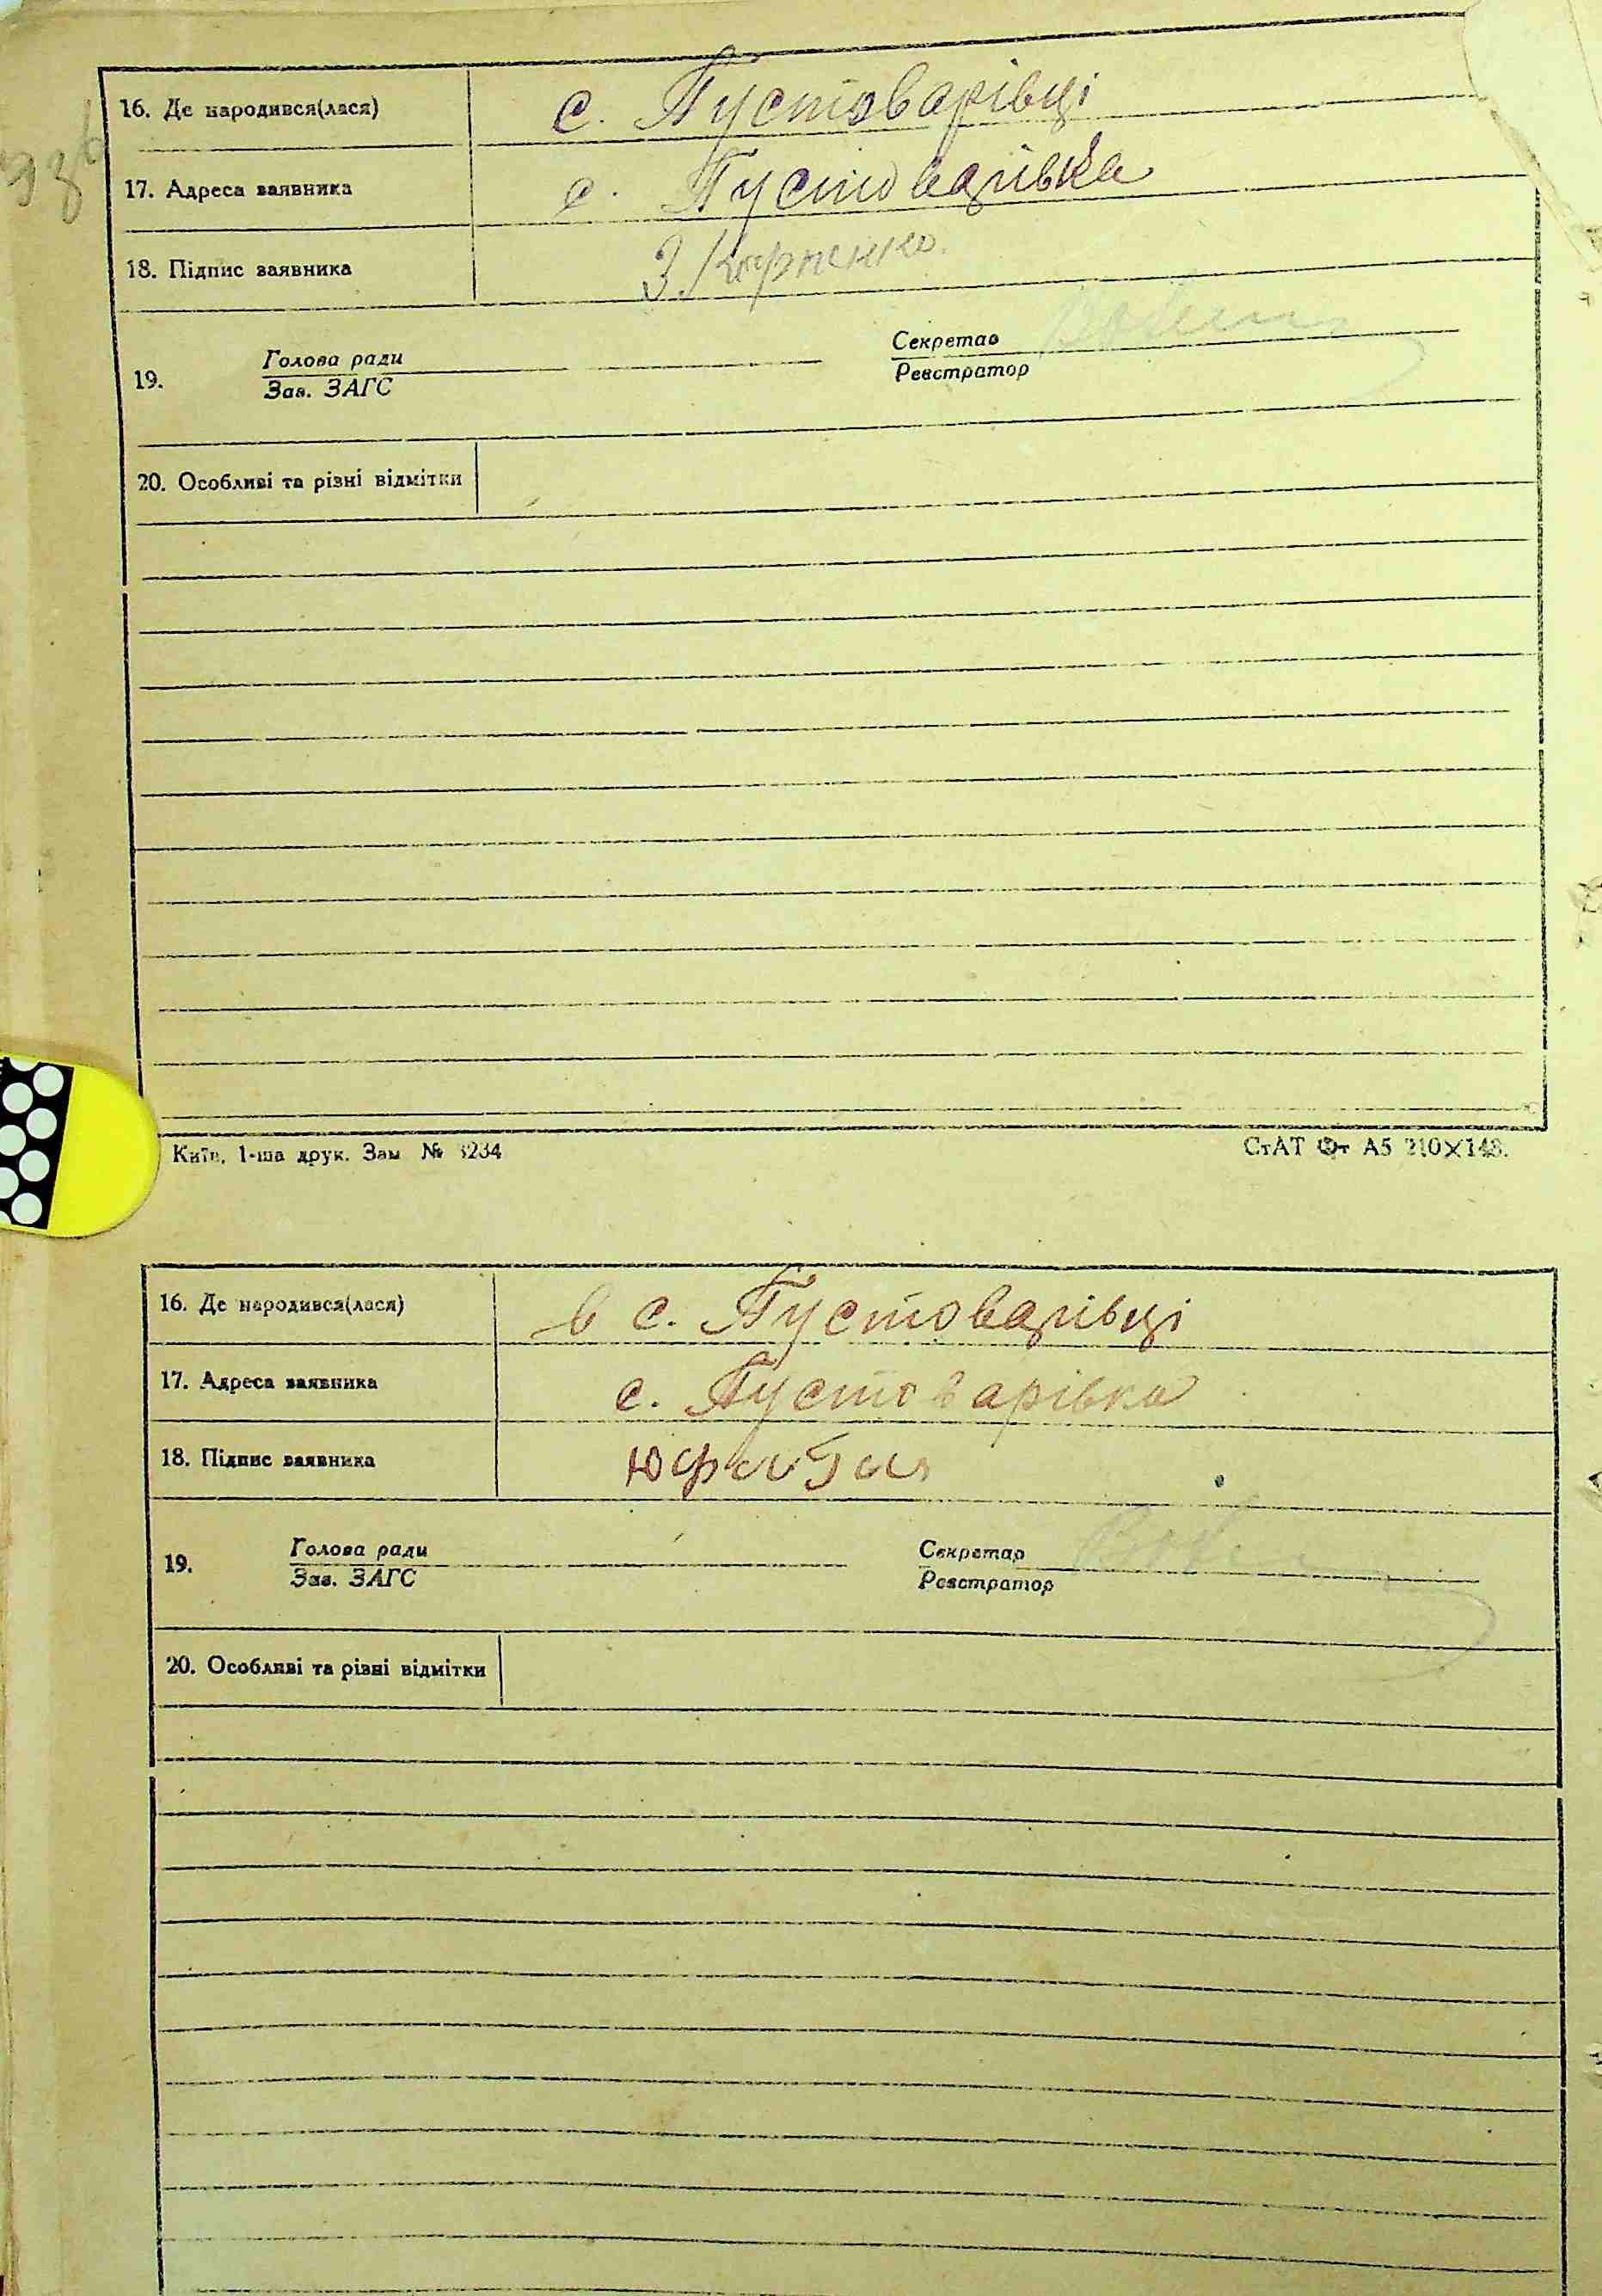 16. Де народився(лася) с. Пустоварівці
17. Адреса заявника с. Пустоварівка
18. Підпис заявника З.
19. Голова ради Секретар
Зав. ЗАГС Реєстратор
20. Особливі та різні відмітки
Київ, 1-ша друк. Зам № 3234 СтАТ Фт А5 210×148.
16. Де народився(лася) в с. Пустоварівці
17. Адреса заявника с. Пустоварівка
18. Підпис заявника
19. Голова ради Секретар
Зав. ЗАГС Реєстратор
20. Особливі та різні відмітки